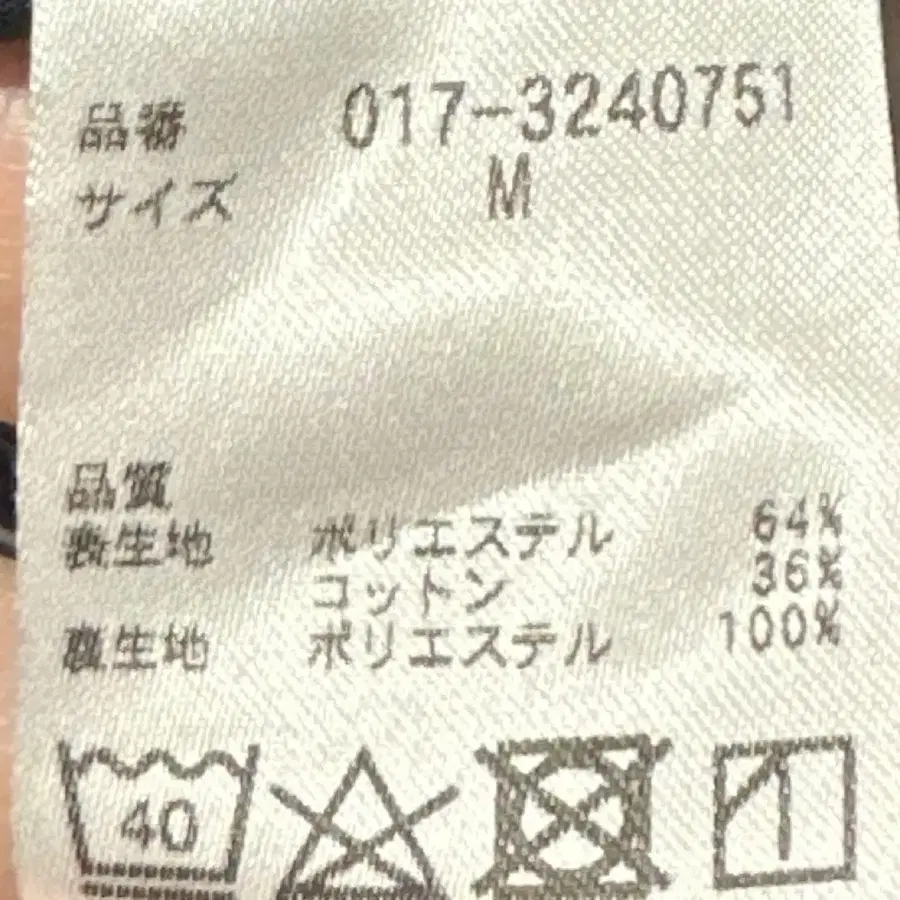 品番 017-3240751
サイズ M
品質
表生地 ポリエステル 64%
コットン 36%
裏生地 ポリエステル 100%
40